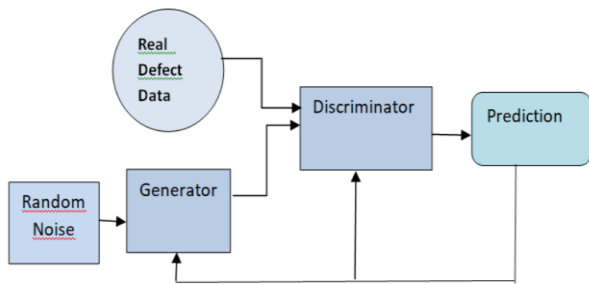 Real
Defect
Data
Discriminator
Prediction
Generator
Random
Noise